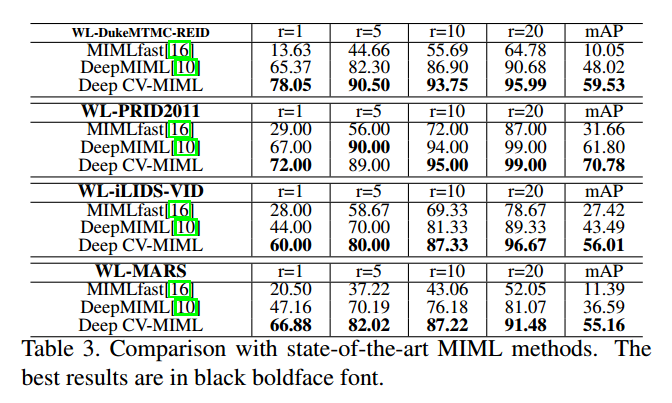 WL-DukeMTMC-REID r=1 r=5 r=10 r=20 mAP
MIMLfast[16] 13.63 44.66 55.69 64.78 10.05
DeepMIML[10] 65.37 82.30 86.90 90.68 48.02
Deep CV-MIML 78.05 90.50 93.75 95.99 59.53
WL-PRID2011 r=1 r=5 r=10 r=20 mAP
MIMLfast[16] 29.00 56.00 72.00 87.00 31.66
DeepMIML[10] 67.00 90.00 94.00 99.00 61.80
Deep CV-MIML 72.00 89.00 95.00 99.00 70.78
WL-iLIDS-VID r=1 r=5 r=10 r=20 mAP
MIMLfast[16] 28.00 58.67 69.33 78.67 27.42
DeepMIML[10] 44.00 70.00 81.33 89.33 43.49
Deep CV-MIML 60.00 80.00 87.33 96.67 56.01
WL-MARS r=1 r=5 r=10 r=20 mAP
MIMLfast[16] 20.50 37.22 43.06 52.05 11.39
DeepMIML[10] 47.16 70.19 76.18 81.07 36.59
Deep CV-MIML 66.88 82.02 87.22 91.48 55.16
Table 3. Comparison with state-of-the-art MIML methods. The
best results are in black boldface font.